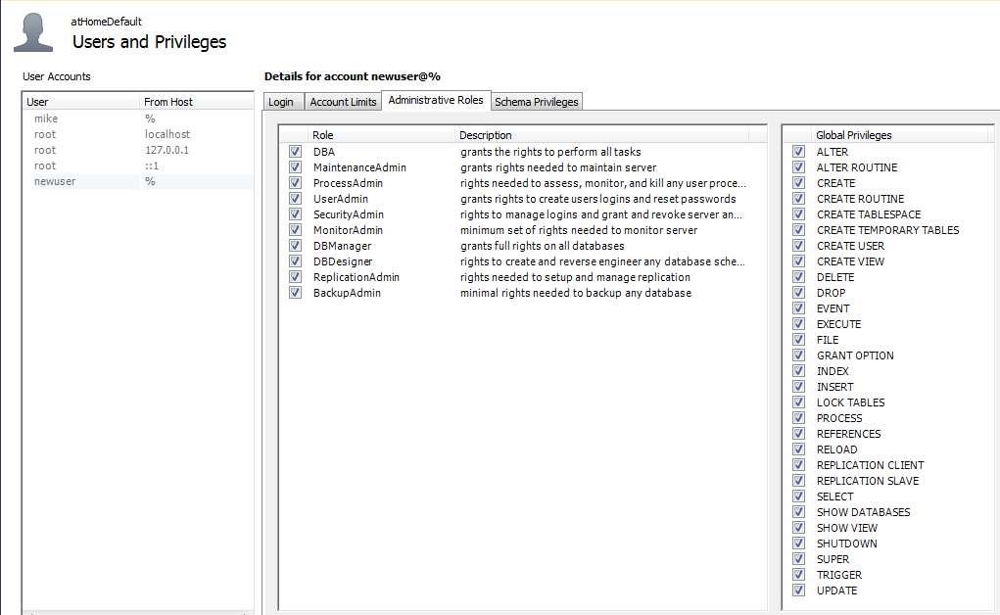 atHomeDefault
Users and Privileges
User Accounts
Details for account newuser@%
User From Host
mike %
root localhost
root 127.0.0.1
root ::1
newuser %
Login Account Limits Administrative Roles Schema Privileges
Role Description
DBA grants the rights to perform all tasks
MaintenanceAdmin grants rights needed to maintain server
ProcessAdmin rights needed to assess, monitor, and kill any user proce...
UserAdmin grants rights to create users logins and reset passwords
SecurityAdmin rights to manage logins and grant and revoke server an...
MonitorAdmin minimum set of rights needed to monitor server
DBManager grants full rights on all databases
DBDesigner rights to create and reverse engineer any database sche...
ReplicationAdmin rights needed to setup and manage replication
BackupAdmin minimal rights needed to backup any database
Global Privileges
ALTER
ALTER ROUTINE
CREATE
CREATE ROUTINE
CREATE TABLESPACE
CREATE TEMPORARY TABLES
CREATE USER
CREATE VIEW
DELETE
DROP
EVENT
EXECUTE
FILE
GRANT OPTION
INDEX
INSERT
LOCK TABLES
PROCESS
REFERENCES
RELOAD
REPLICATION CLIENT
REPLICATION SLAVE
SELECT
SHOW DATABASES
SHOW VIEW
SHUTDOWN
SUPER
TRIGGER
UPDATE